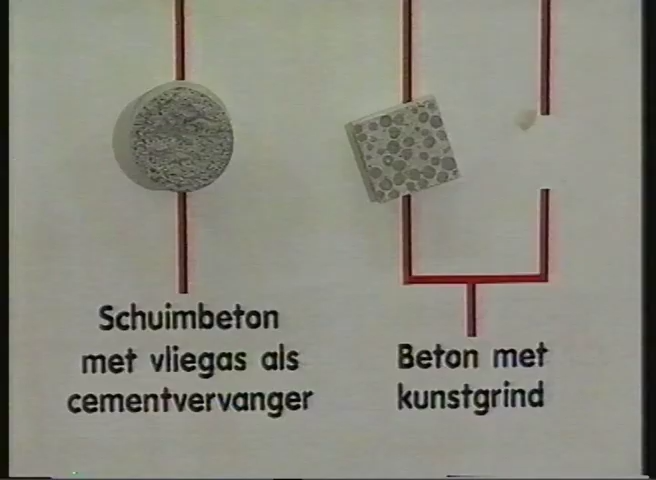 Schuimbeton
met vliegas als
cementvervanger
Beton met
kunstgrind